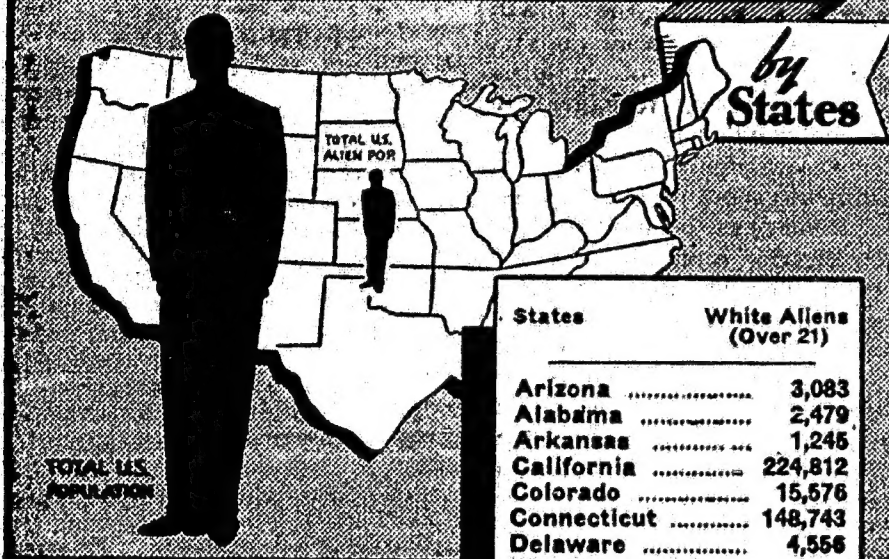 by
States
TOTAL U.S.
ALIEN POP.
TOTAL U.S.
POPULATION
States White Aliens
(Over 21)
Arizona .................. 3,083
Alabama ................ 2,479
Arkansas ............... 1,245
California .............. 224,812
Colorado ................ 15,576
Connecticut ........... 148,743
Delaware ............... 4,556